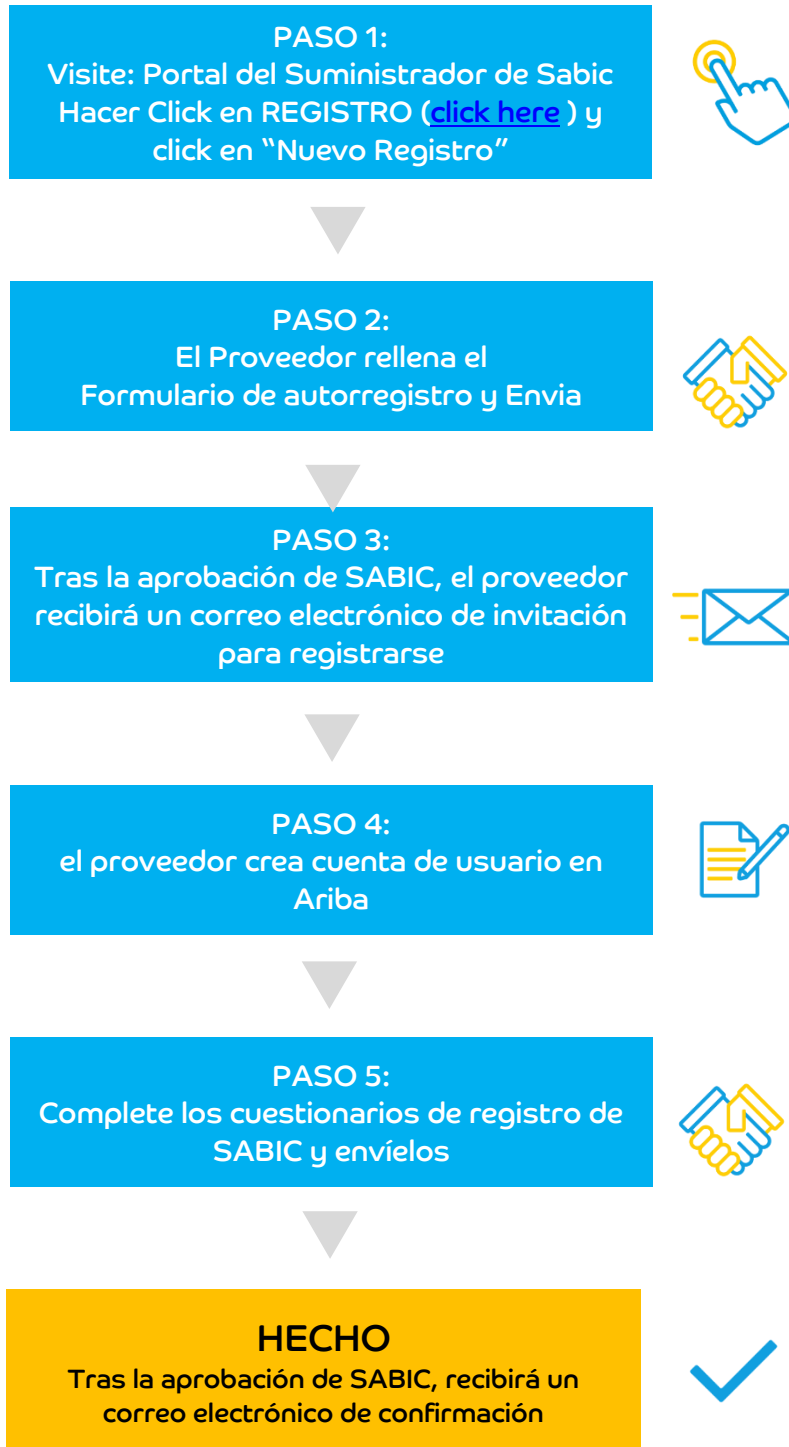 PASO 1:
Visite: Portal del Suministrador de Sabic
Hacer Click en REGISTRO (click here ) y
click en “Nuevo Registro”
PASO 2:
El Proveedor rellena el
Formulario de autorregistro y Envia
PASO 3:
Tras la aprobación de SABIC, el proveedor
recibirá un correo electrónico de invitación
para registrarse
PASO 4:
el proveedor crea cuenta de usuario en
Ariba
PASO 5:
Complete los cuestionarios de registro de
SABIC y envíelos
HECHO
Tras la aprobación de SABIC, recibirá un
correo electrónico de confirmación